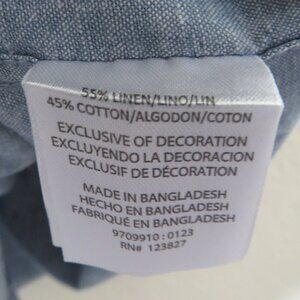 55% LINEN/LINO/LIN
45% COTTON/ALGODON/COTON
EXCLUSIVE OF DECORATION
EXCLUYENDO LA DECORACION
EXCLUSIF DE DÉCORATION
MADE IN BANGLADESH
HECHO EN BANGLADESH
FABRIQUÉ EN BANGLADESH
9709910 : 0123
RN# 123827